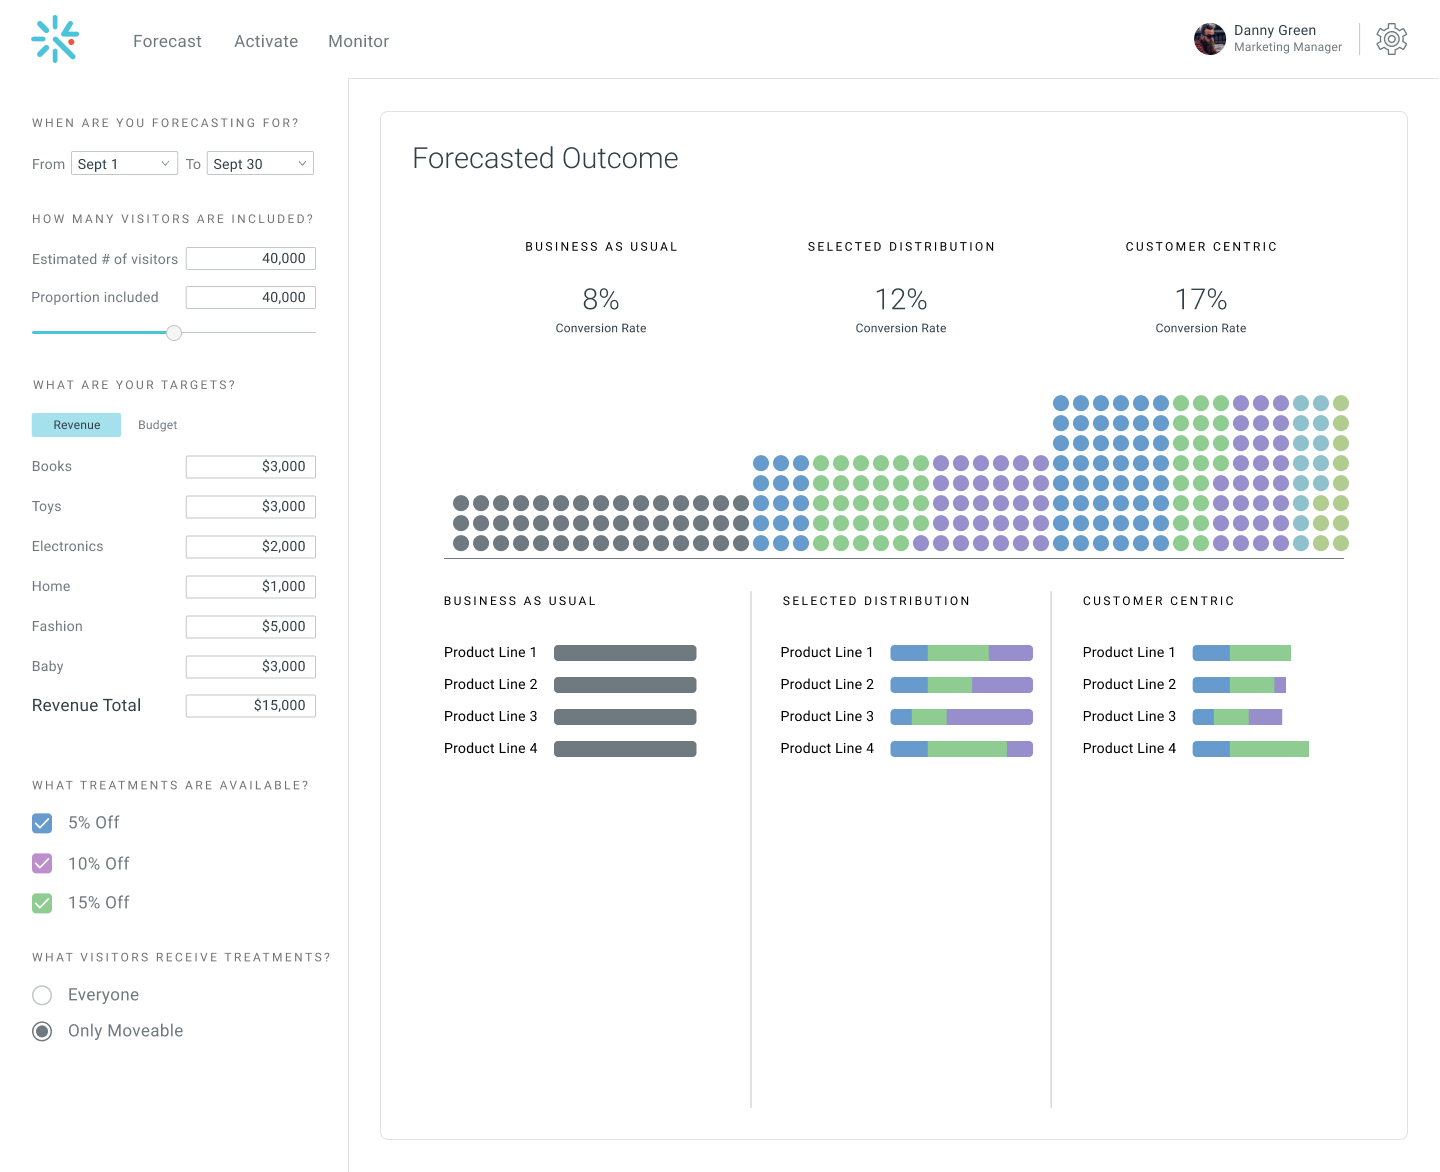 Forecast Activate Monitor
Danny Green
Marketing Manager
WHEN ARE YOU FORECASTING FOR?
From Sept 1 To Sept 30
HOW MANY VISITORS ARE INCLUDED?
Estimated # of visitors 40,000
Proportion included 40,000
WHAT ARE YOUR TARGETS?
Revenue Budget
Books $3,000
Toys $3,000
Electronics $2,000
Home $1,000
Fashion $5,000
Baby $3,000
Revenue Total $15,000
WHAT TREATMENTS ARE AVAILABLE?
5% Off
10% Off
15% Off
WHAT VISITORS RECEIVE TREATMENTS?
Everyone
Only Moveable
Forecasted Outcome
BUSINESS AS USUAL SELECTED DISTRIBUTION CUSTOMER CENTRIC
8% 12% 17%
Conversion Rate Conversion Rate Conversion Rate
BUSINESS AS USUAL
Product Line 1
Product Line 2
Product Line 3
Product Line 4
SELECTED DISTRIBUTION
Product Line 1
Product Line 2
Product Line 3
Product Line 4
CUSTOMER CENTRIC
Product Line 1
Product Line 2
Product Line 3
Product Line 4